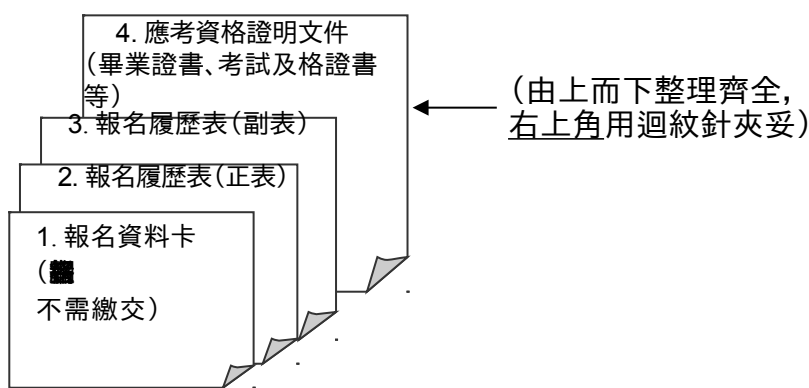 4. 應考資格證明文件
(畢業證書、考試及格證書
等)
3. 報名履歷表(副表)
2. 報名履歷表(正表)
1. 報名資料卡
(
不需繳交)
(由上而下整理齊全，
右上角用迴紋針夾妥)